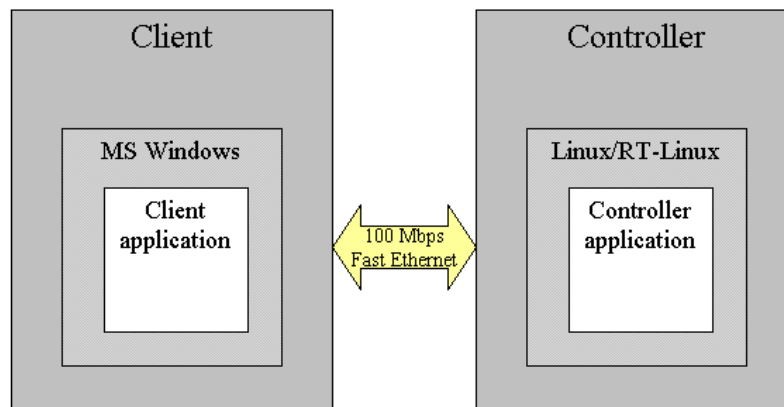 Client
MS Windows
Client
application
100 Mbps
Fast Ethernet
Controller
Linux/RT-Linux
Controller
application